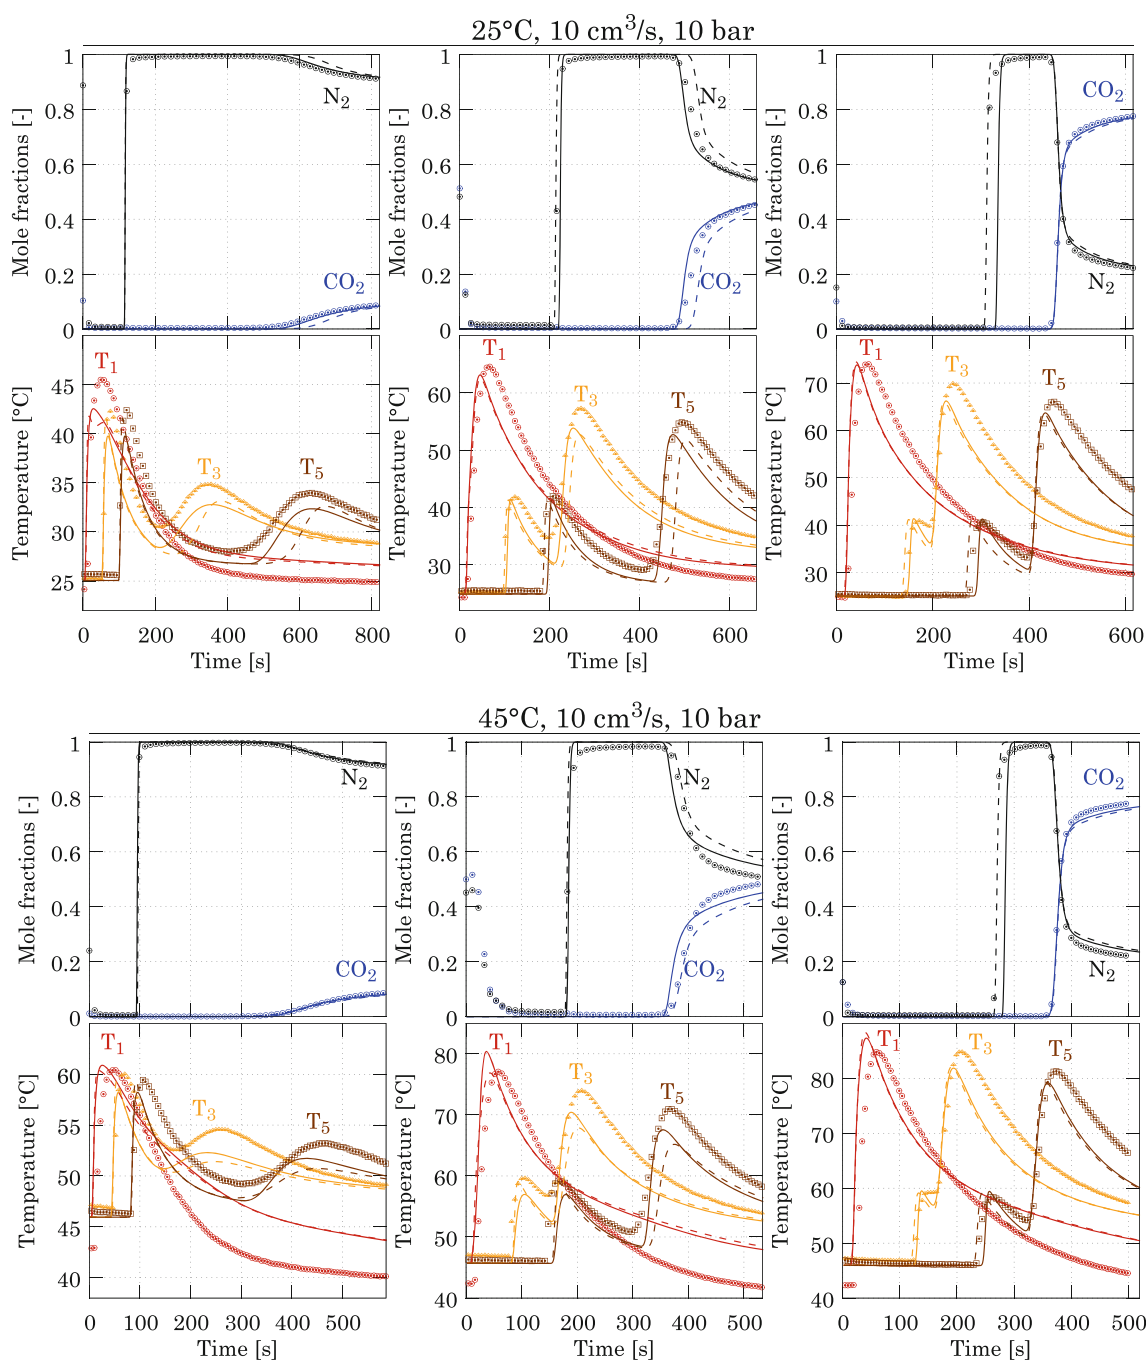 25°C, 10 cm³/s, 10 bar
Mole fractions [-]
1
0.8
0.6
0.4
0.2
0
N₂
CO₂
Mole fractions [-]
1
0.8
0.6
0.4
0.2
0
N₂
CO₂
Mole fractions [-]
1
0.8
0.6
0.4
0.2
0
CO₂
N₂
Temperature [°C]
45
40
35
30
25
T₁
T₃
T₅
0 200 400 600 800
Time [s]
Temperature [°C]
60
50
40
30
T₁
T₃
T₅
0 200 400 600
Time [s]
Temperature [°C]
70
60
50
40
30
T₁
T₃
T₅
0 200 400 600
Time [s]
45°C, 10 cm³/s, 10 bar
Mole fractions [-]
1
0.8
0.6
0.4
0.2
0
N₂
CO₂
Mole fractions [-]
1
0.8
0.6
0.4
0.2
0
N₂
CO₂
Mole fractions [-]
1
0.8
0.6
0.4
0.2
0
CO₂
N₂
Temperature [°C]
60
55
50
45
40
T₁
T₃
T₅
0 100 200 300 400 500
Time [s]
Temperature [°C]
80
70
60
50
40
T₁
T₃
T₅
0 100 200 300 400 500
Time [s]
Temperature [°C]
80
70
60
50
40
T₁
T₃
T₅
0 100 200 300 400 500
Time [s]